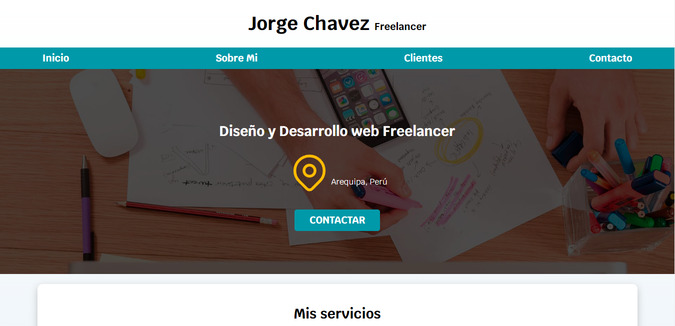 Jorge Chavez Freelancer
Inicio Sobre Mi Clientes Contacto
Diseño y Desarrollo web Freelancer
Arequipa, Perú
CONTACTAR
Mis servicios